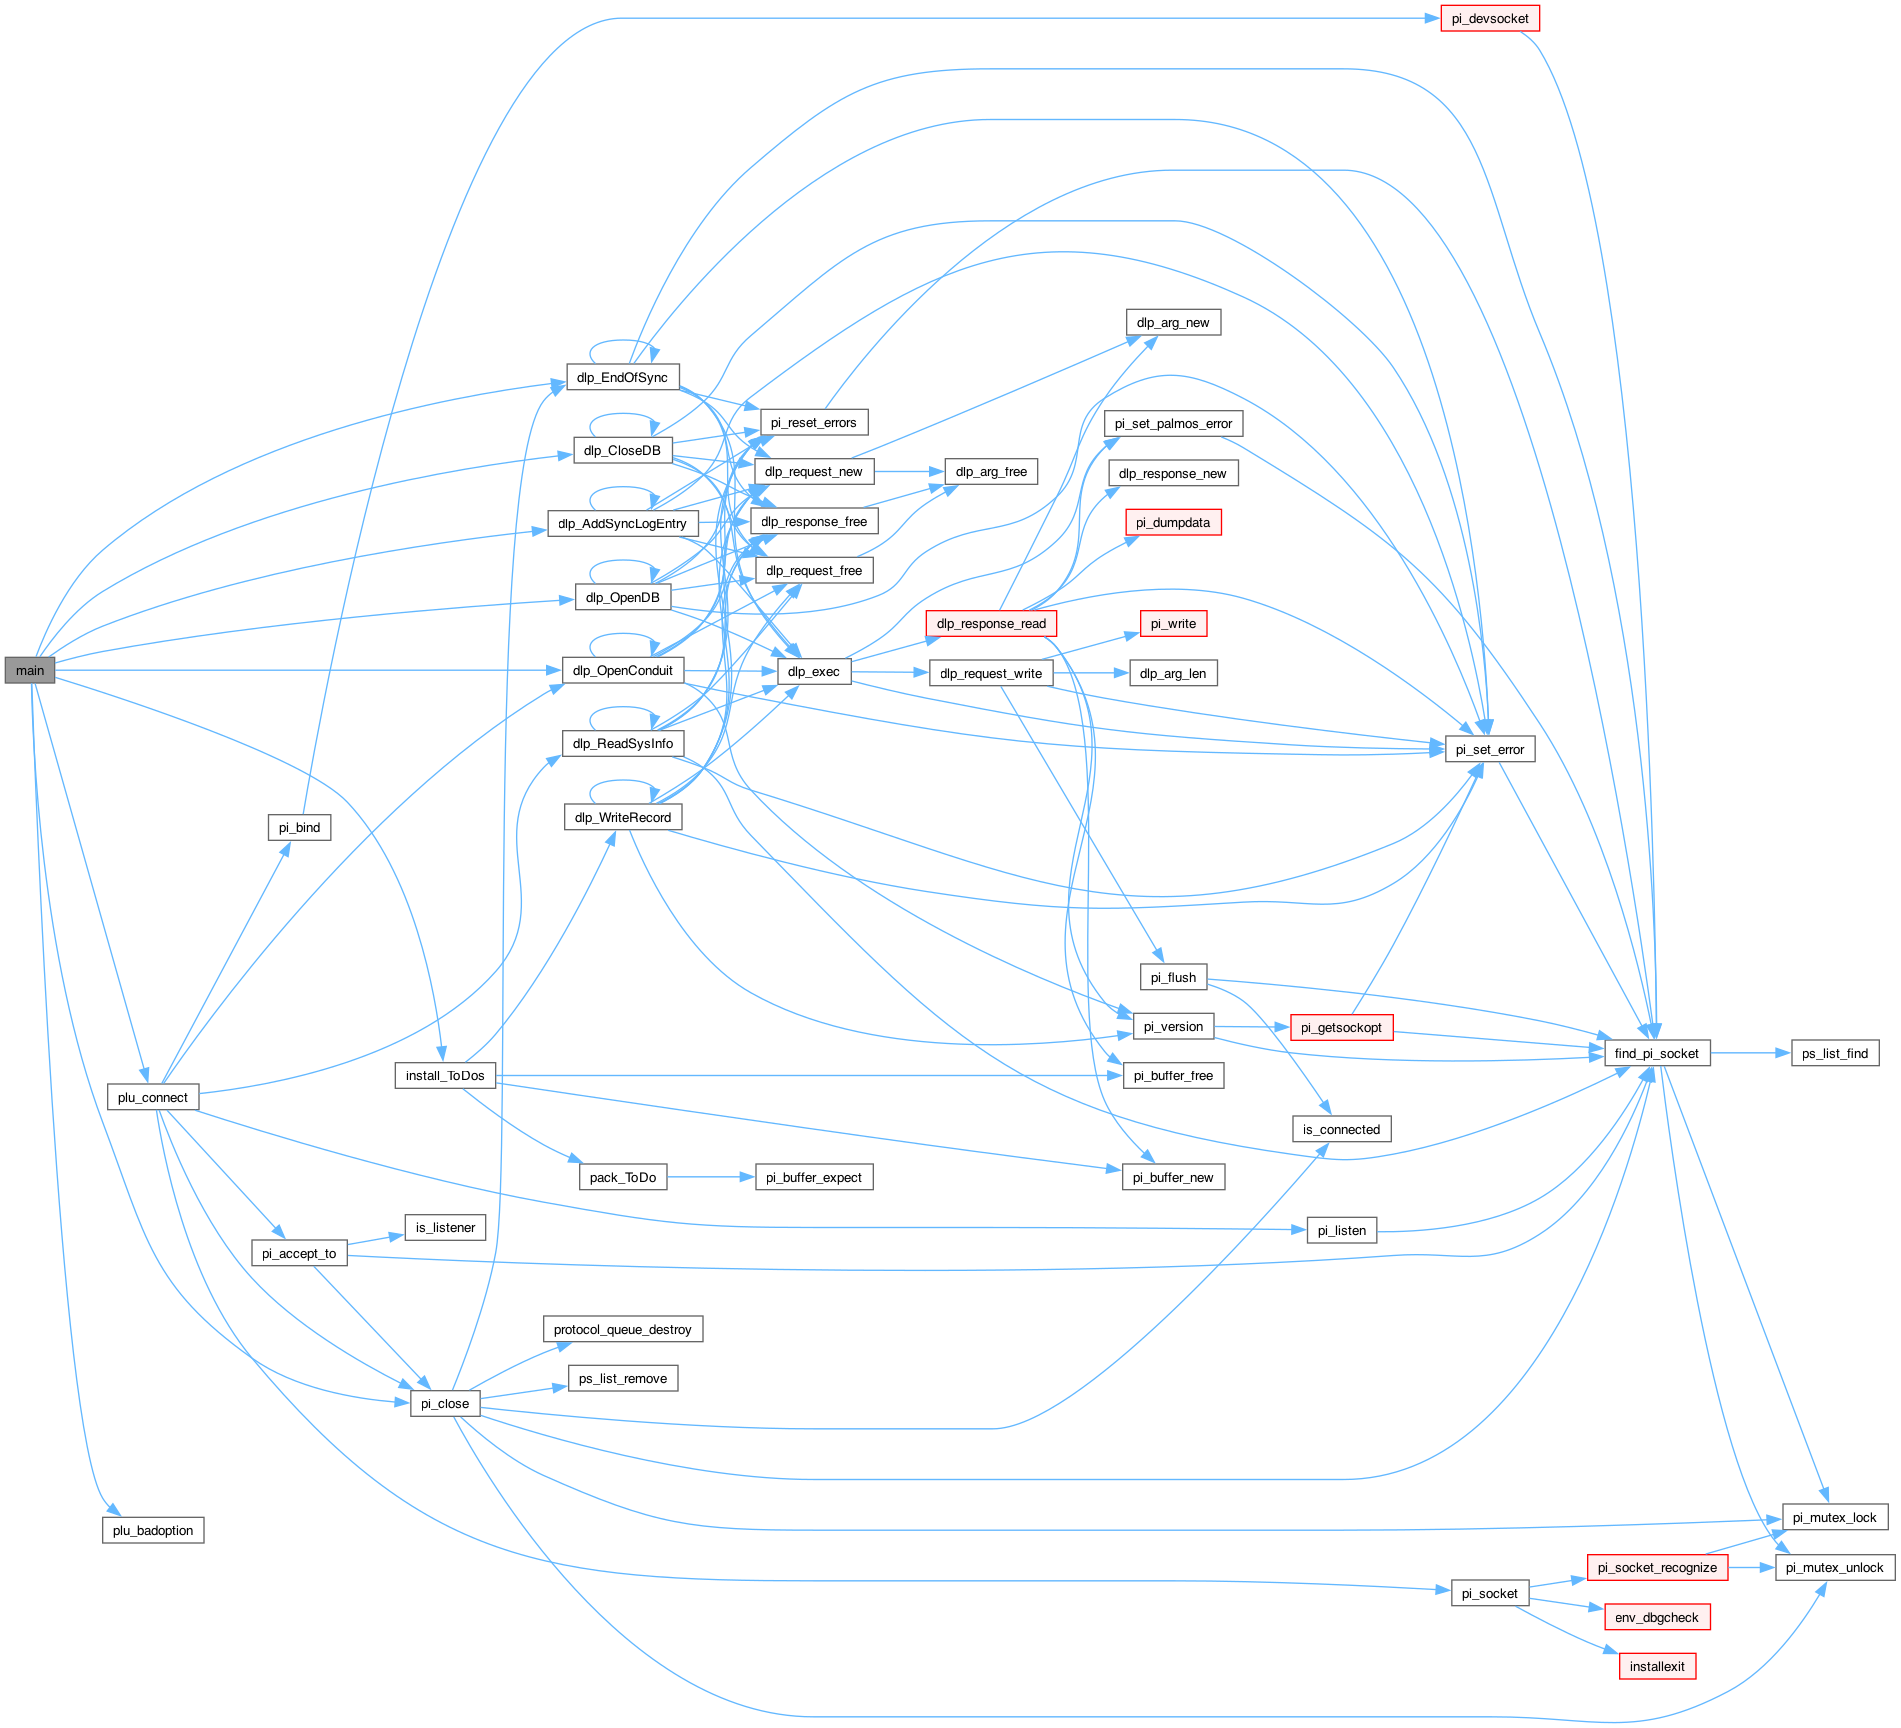 main
plu_connect
plu_badoption
pi_bind
pi_accept_to
install_ToDos
is_listener
pi_close
dlp_EndOfSync
dlp_CloseDB
dlp_AddSyncLogEntry
dlp_OpenDB
dlp_OpenConduit
dlp_ReadSysInfo
dlp_WriteRecord
pack_ToDo
protocol_queue_destroy
ps_list_remove
pi_reset_errors
dlp_request_new
dlp_response_free
dlp_request_free
dlp_exec
pi_buffer_expect
dlp_arg_free
dlp_response_read
dlp_request_write
dlp_arg_new
pi_set_palmos_error
dlp_response_new
pi_dumpdata
pi_write
dlp_arg_len
pi_flush
pi_version
pi_buffer_free
pi_buffer_new
pi_getsockopt
is_connected
pi_listen
pi_devsocket
pi_set_error
pi_socket
find_pi_socket
pi_socket_recognize
env_dbgcheck
installexit
ps_list_find
pi_mutex_lock
pi_mutex_unlock